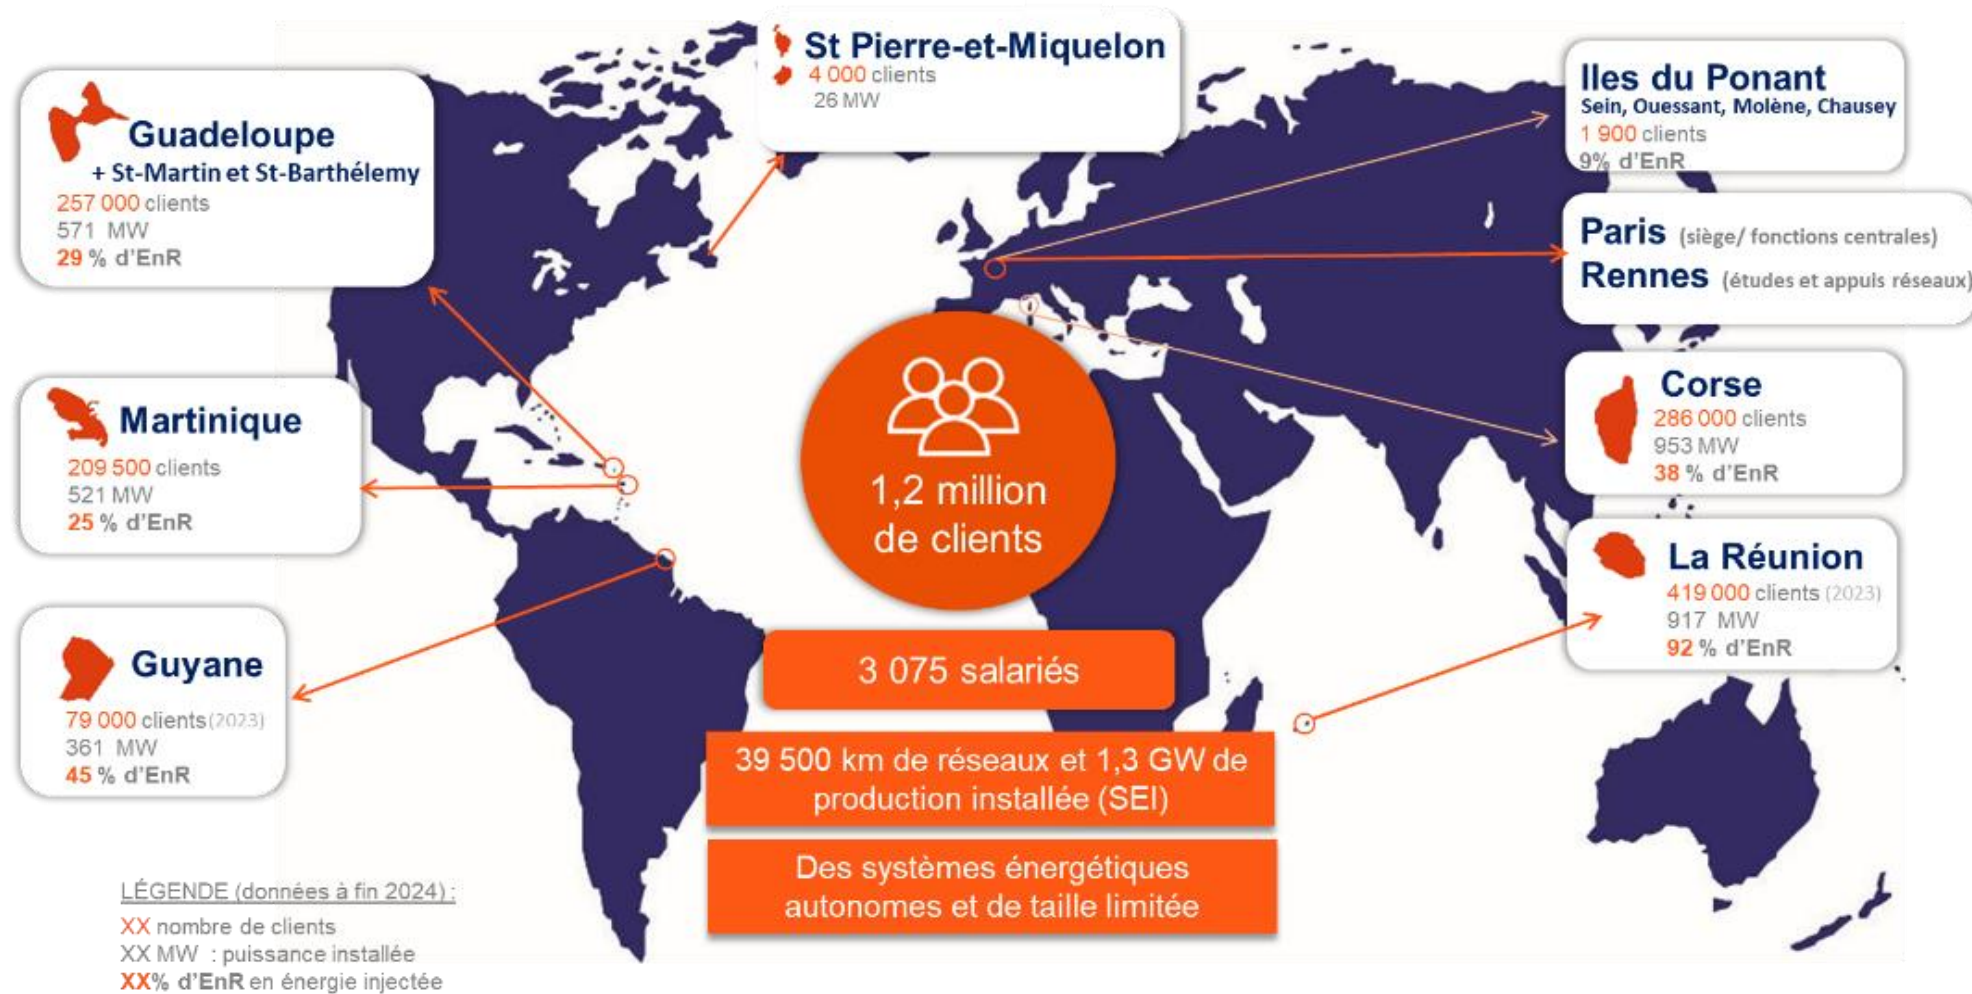 St Pierre-et-Miquelon
4 000 clients
26 MW
Guadeloupe
+ St-Martin et St-Barthélemy
257 000 clients
571 MW
29 % d'EnR
Martinique
209 500 clients
521 MW
25 % d'EnR
Guyane
79 000 clients (2023)
361 MW
45 % d'EnR
Iles du Ponant
Sein, Ouessant, Molène, Chausey
1 900 clients
9% d'EnR
Paris (siège/ fonctions centrales)
Rennes (études et appuis réseaux)
Corse
286 000 clients
953 MW
38 % d'EnR
La Réunion
419 000 clients (2023)
917 MW
92 % d'EnR
1,2 million
de clients
3 075 salariés
39 500 km de réseaux et 1,3 GW de
production installée (SEI)
Des systèmes énergétiques
autonomes et de taille limitée
LÉGENDE (données à fin 2024) :
XX nombre de clients
XX MW : puissance installée
XX% d'EnR en énergie injectée